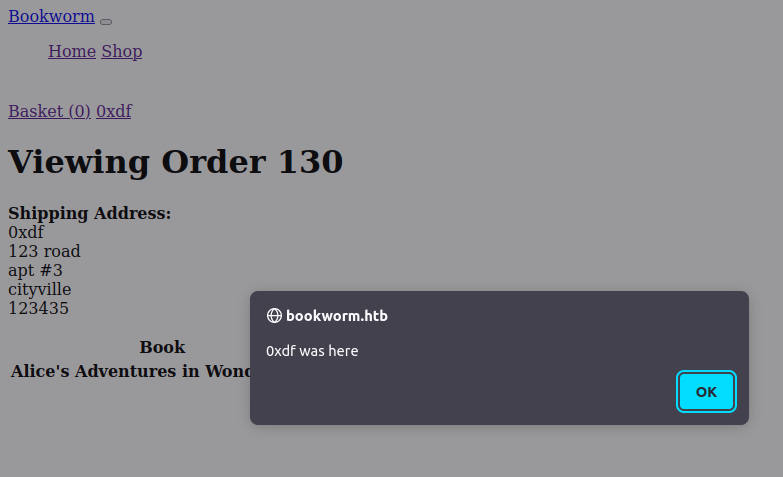 Bookworm
Home Shop
Basket (0) 0xdf
Viewing Order 130
Shipping Address:
0xdf
123 road
apt #3
cityville
123435
Book
Alice's Adventures in Wond
bookworm.htb
0xdf was here
OK